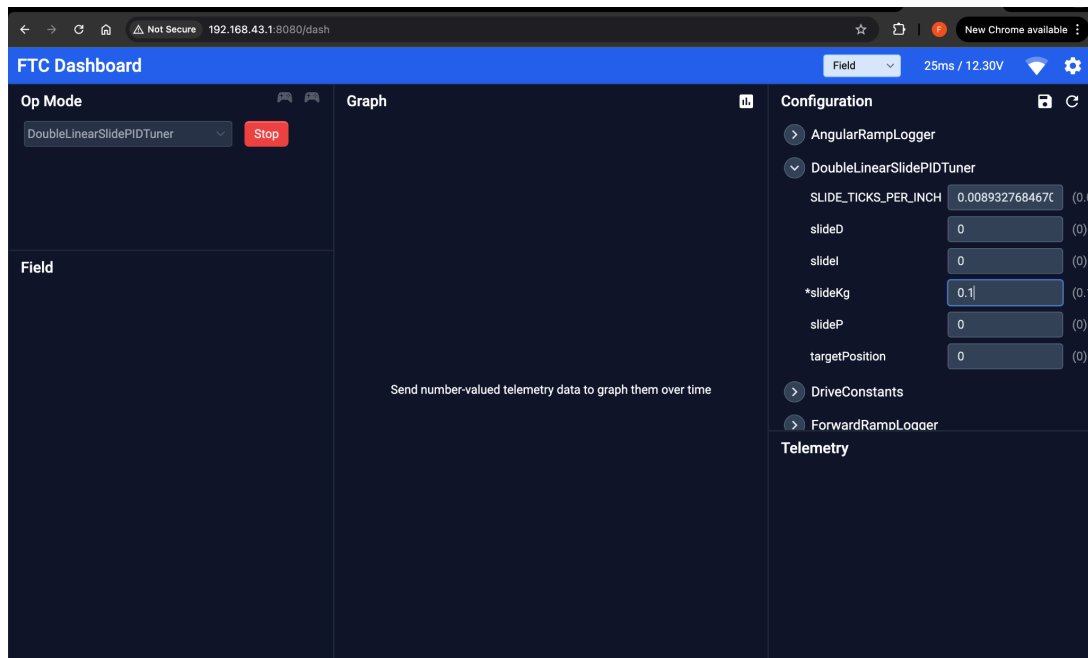 Not Secure 192.168.43.1:8080/dash
F
New Chrome available
FTC Dashboard
Field
25ms / 12.30V
Op Mode
DoubleLinearSlidePIDTuner
Stop
Field
Graph
Send number-valued telemetry data to graph them over time
Configuration
AngularRampLogger
DoubleLinearSlidePIDTuner
SLIDE_TICKS_PER_INCH 0.008932768467 (0.
slideD 0 (0)
slideI 0 (0)
*slideKg 0.1 (0.
slideP 0 (0)
targetPosition 0 (0)
DriveConstants
ForwardRampLogger
Telemetry